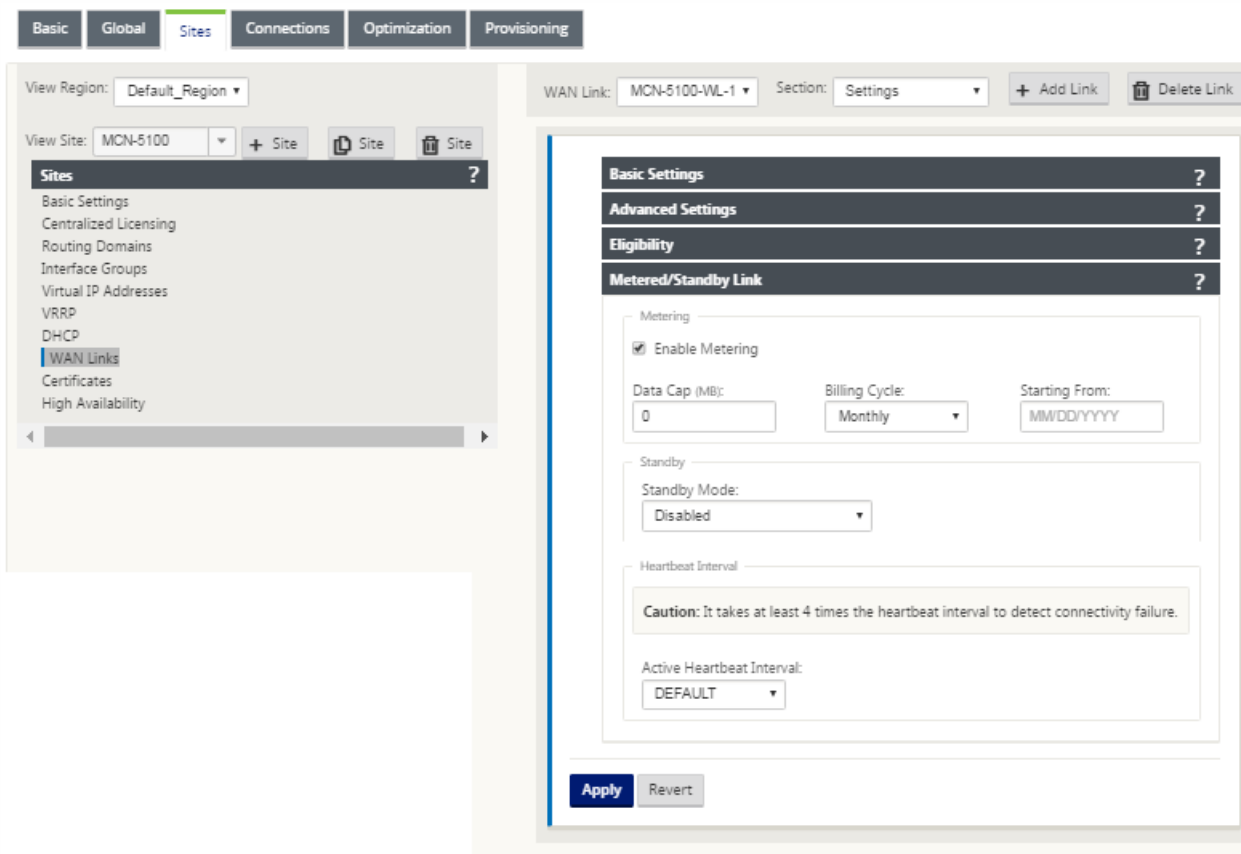 Basic Global Sites Connections Optimization Provisioning
View Region: Default_Region
View Site: MCN-5100 + Site Site Site
Sites ?
Basic Settings
Centralized Licensing
Routing Domains
Interface Groups
Virtual IP Addresses
VRRP
DHCP
WAN Links
Certificates
High Availability
WAN Link: MCN-5100-WL-1 Section: Settings + Add Link Delete Link
Basic Settings ?
Advanced Settings ?
Eligibility ?
Metered/Standby Link ?
Metering
Enable Metering
Data Cap (MB): Billing Cycle: Starting From:
0 Monthly MM/DD/YYYY
Standby
Standby Mode:
Disabled
Heartbeat Interval
Caution: It takes at least 4 times the heartbeat interval to detect connectivity failure.
Active Heartbeat Interval:
DEFAULT
Apply Revert